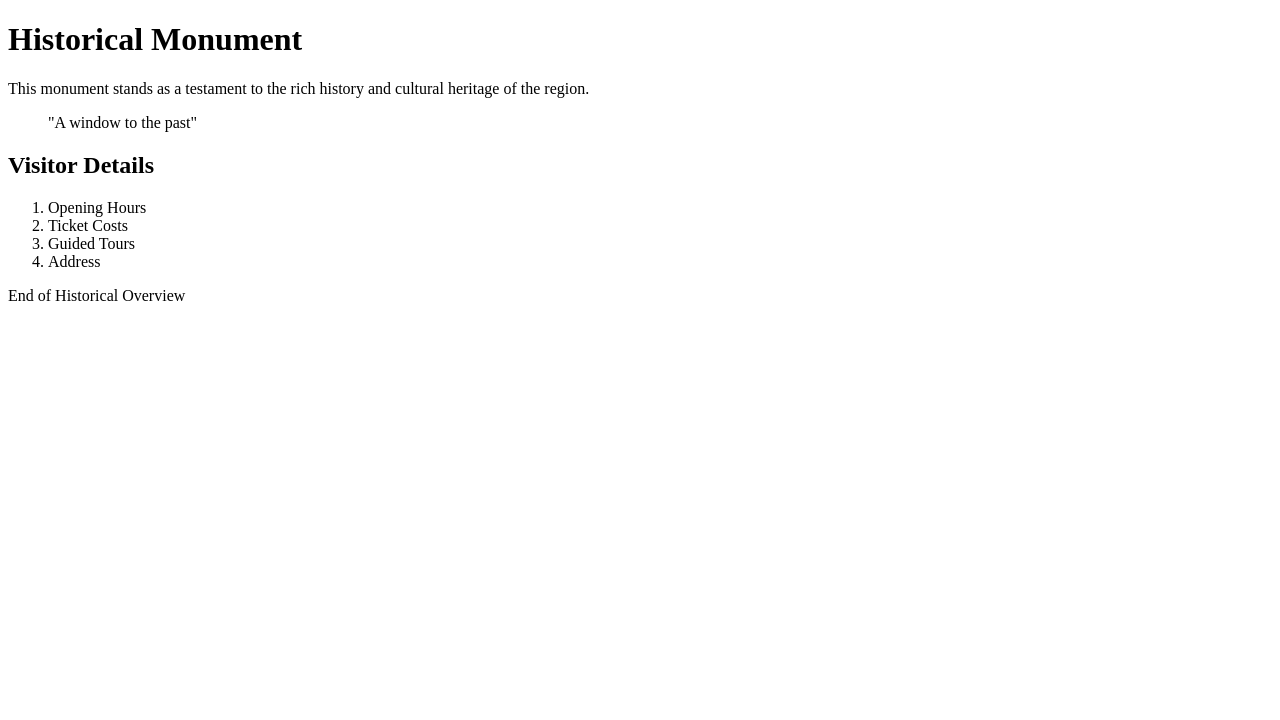 Historical Monument
This monument stands as a testament to the rich history and cultural heritage of the region.
"A window to the past"
Visitor Details
1. Opening Hours
2. Ticket Costs
3. Guided Tours
4. Address
End of Historical Overview